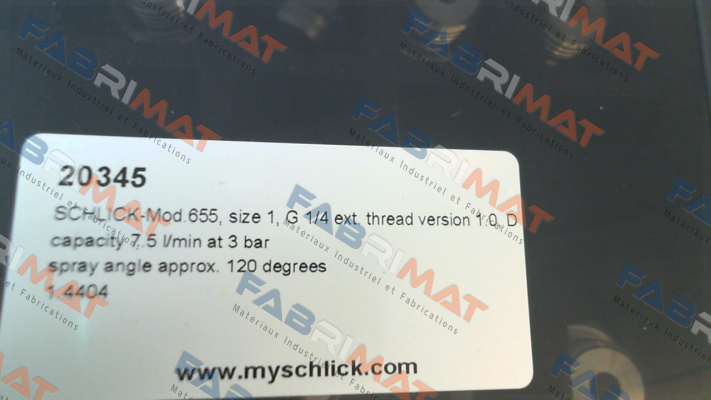 20345
SCHLICK-Mod.655, size 1, G 1/4 ext. thread version 1.0, D
capacity 7.5 l/min at 3 bar
spray angle approx. 120 degrees
1.4404
www.myschlick.com
FABRIMAT
Matériaux Industriel et Fabrications